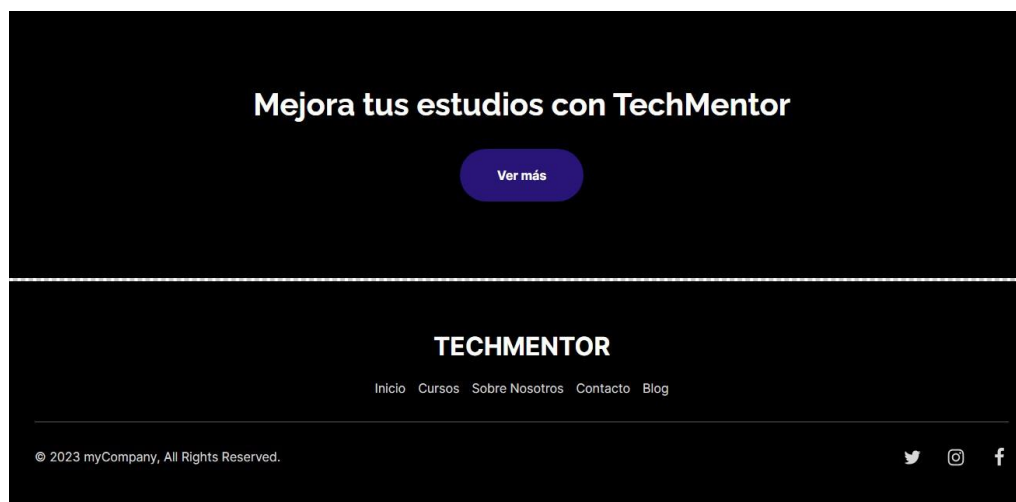 Mejora tus estudios con TechMentor
Ver más
TECHMENTOR
Inicio Cursos Sobre Nosotros Contacto Blog
© 2023 myCompany, All Rights Reserved.